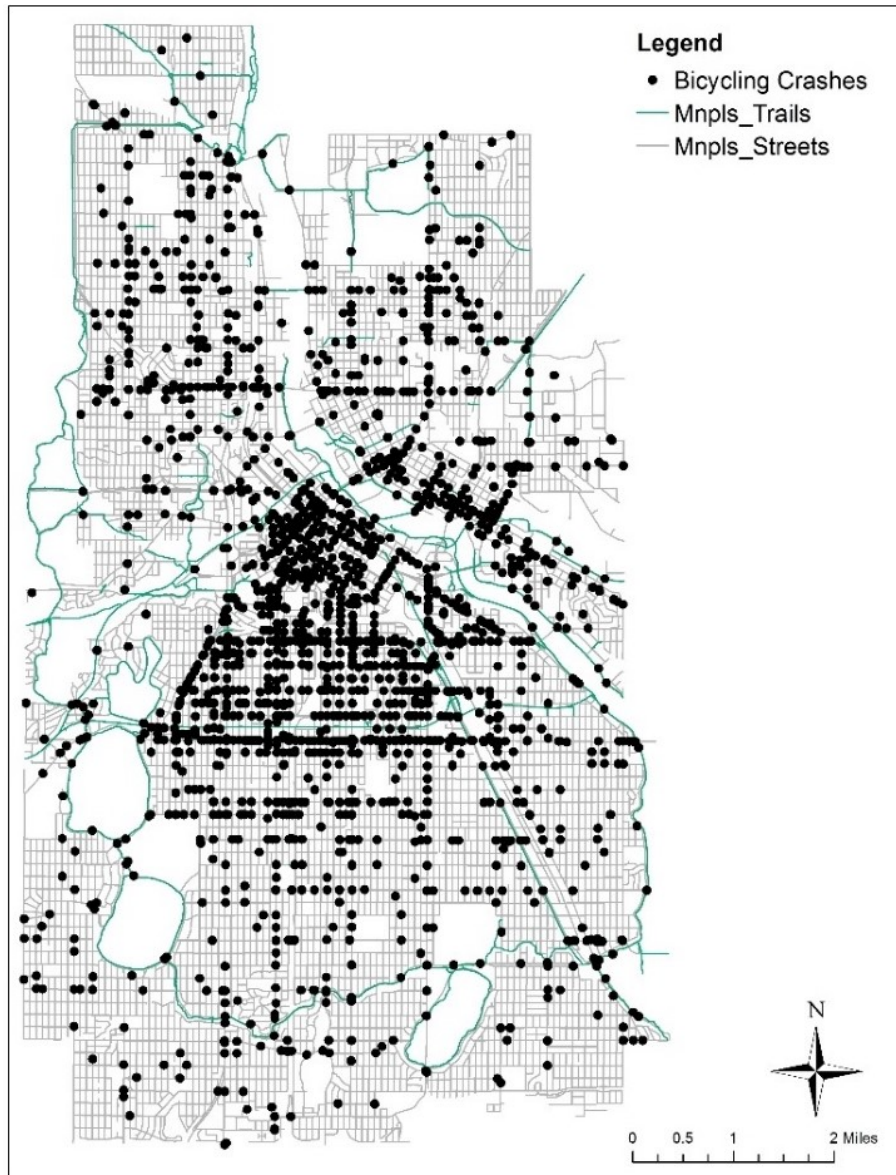 Legend
Bicycling Crashes
Mnpls_Trails
Mnpls_Streets
N
0 0.5 1 2 Miles